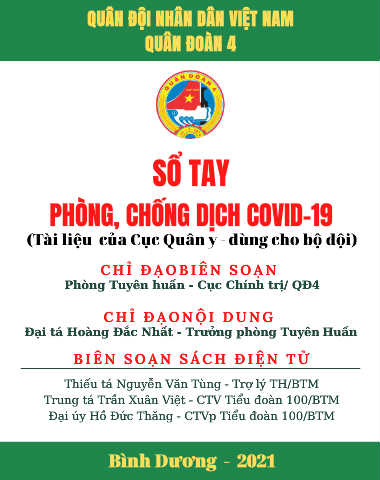 QUÂN ĐỘI NHÂN DÂN VIỆT NAM
QUÂN ĐOÀN 4
QUÂN ĐOÀN 4
SỔ TAY
PHÒNG, CHỐNG DỊCH COVID-19
(Tài liệu của Cục Quân y - dùng cho bộ đội)
CHỈ ĐẠOBIÊN SOẠN
Phòng Tuyên huấn - Cục Chính trị/ QĐ4
CHỈ ĐẠONỘI DUNG
Đại tá Hoàng Đắc Nhất - Trưởng phòng Tuyên Huấn
BIÊN SOẠN SÁCH ĐIỆN TỬ
Thiếu tá Nguyễn Văn Tùng - Trợ lý TH/BTM
Trung tá Trần Xuân Việt - CTV Tiểu đoàn 100/BTM
Đại úy Hồ Đức Thăng - CTVp Tiểu đoàn 100/BTM
Bình Dương - 2021